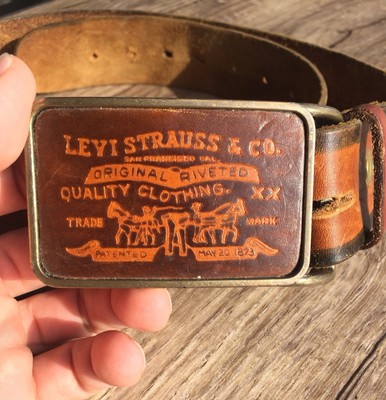 LEVI STRAUSS & CO.
SAN FRANCISCO CAL.
ORIGINAL RIVETED
QUALITY CLOTHING. XX
TRADE MARK
PATENTED MAY 20 1873